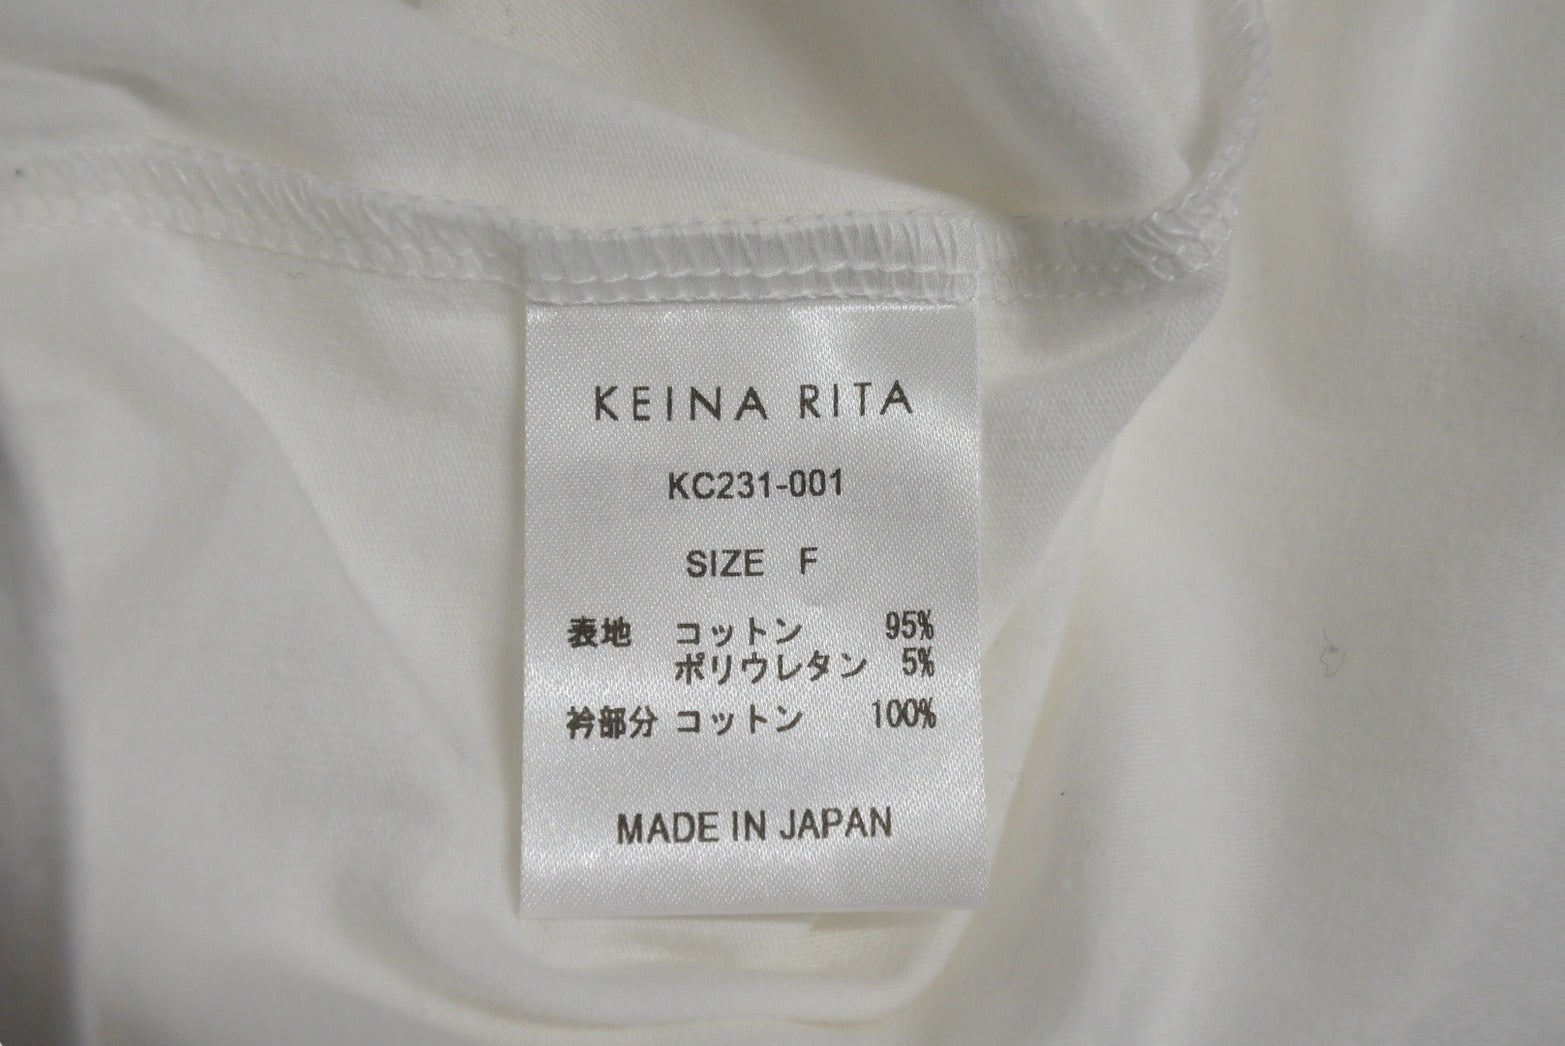 KEINA RITA
KC231-001
SIZE F
表地 コットン 95%
ポリウレタン 5%
衿部分 コットン 100%
MADE IN JAPAN